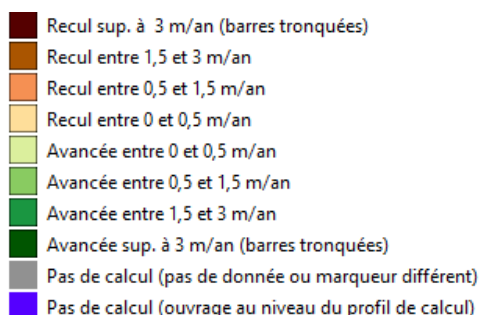 Recul sup. à 3 m/an (barres tronquées)
Recul entre 1,5 et 3 m/an
Recul entre 0,5 et 1,5 m/an
Recul entre 0 et 0,5 m/an
Avancée entre 0 et 0,5 m/an
Avancée entre 0,5 et 1,5 m/an
Avancée entre 1,5 et 3 m/an
Avancée sup. à 3 m/an (barres tronquées)
Pas de calcul (pas de donnée ou marqueur différent)
Pas de calcul (ouvrage au niveau du profil de calcul)